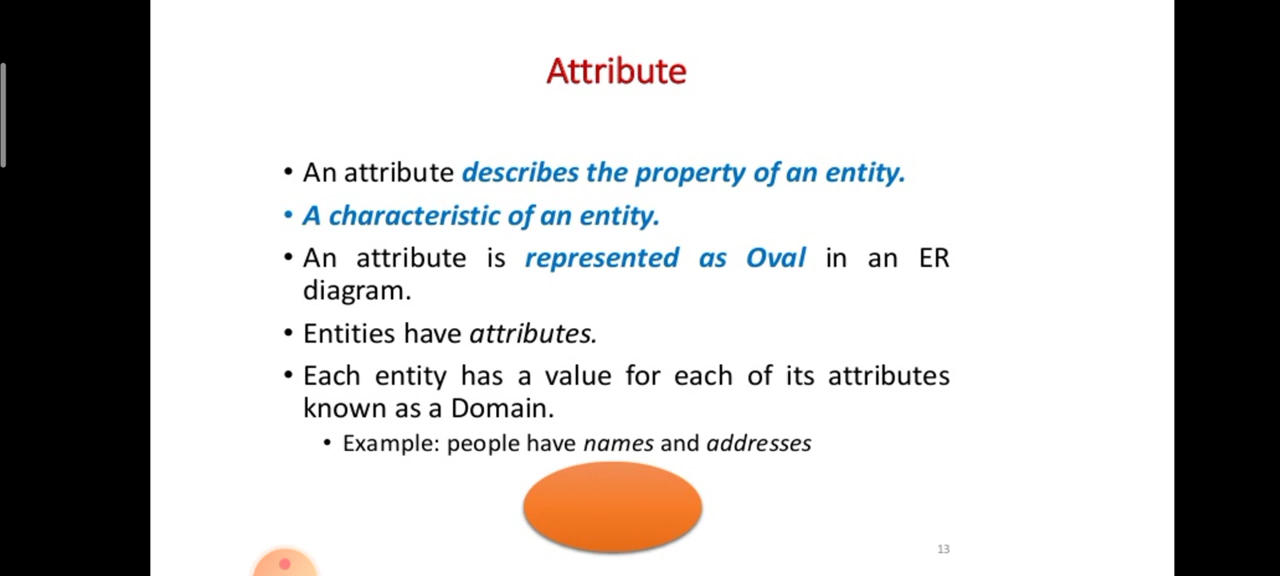 Attribute
• An attribute describes the property of an entity.
• A characteristic of an entity.
• An attribute is represented as Oval in an ER
diagram.
• Entities have attributes.
• Each entity has a value for each of its attributes
known as a Domain.
• Example: people have names and addresses
13